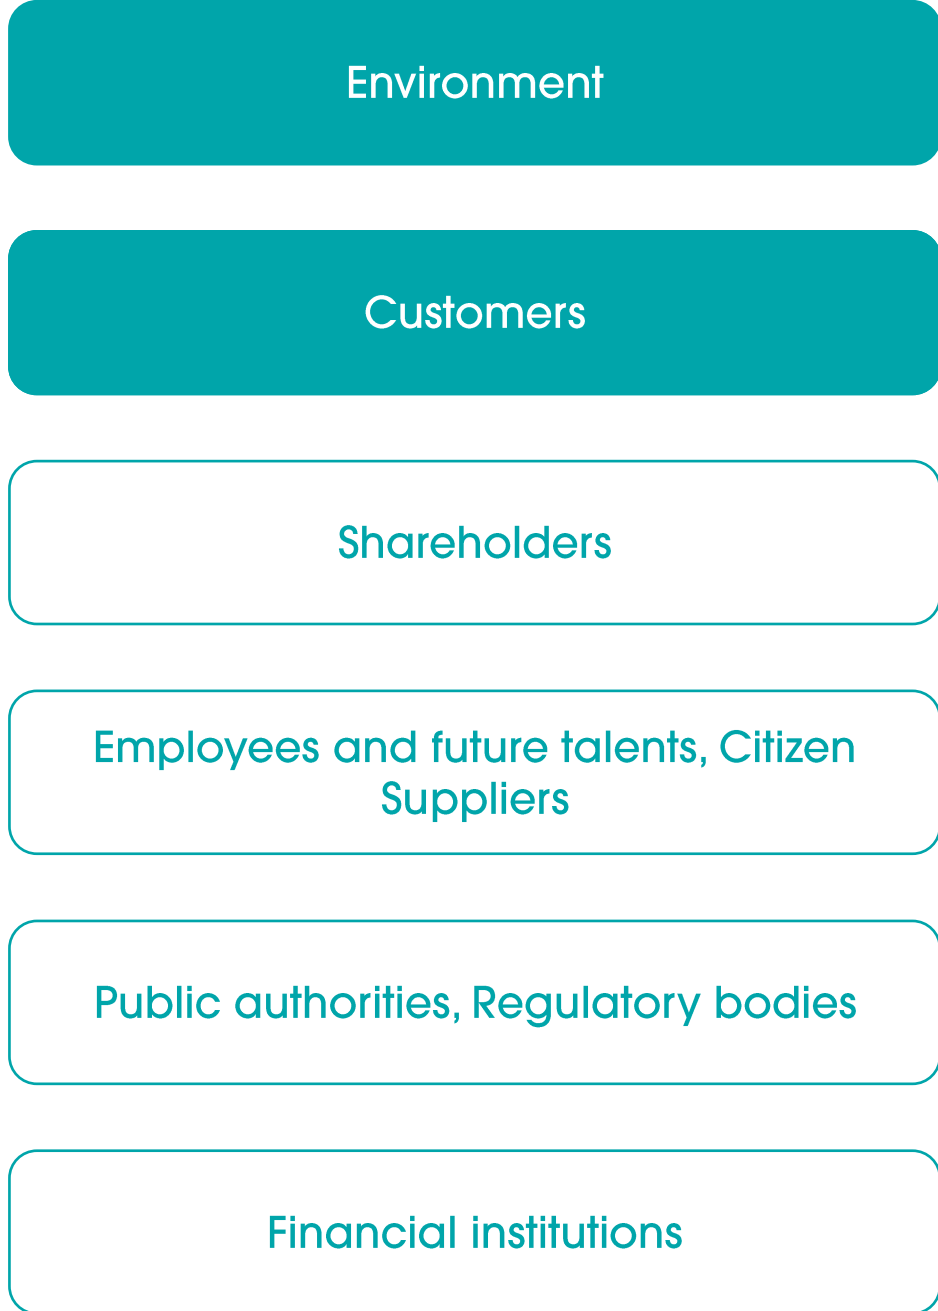 Environment
Customers
Shareholders
Employees and future talents, Citizen
Suppliers
Public authorities, Regulatory bodies
Financial institutions